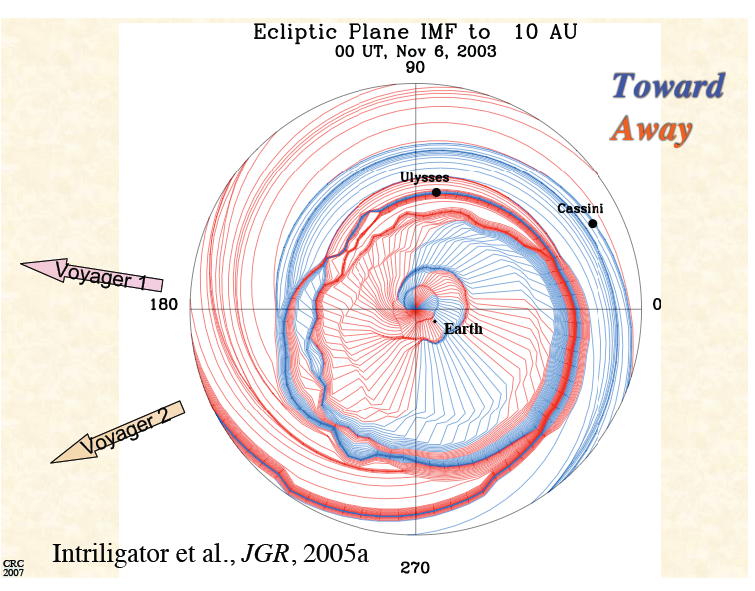 Ecliptic Plane IMF to 10 AU
00 UT, Nov 6, 2003
90
Toward
Away
Ulysses
Cassini
Voyager 1
180
0
Earth
Voyager 2
Intriligator et al., JGR, 2005a
270
CRC
2007